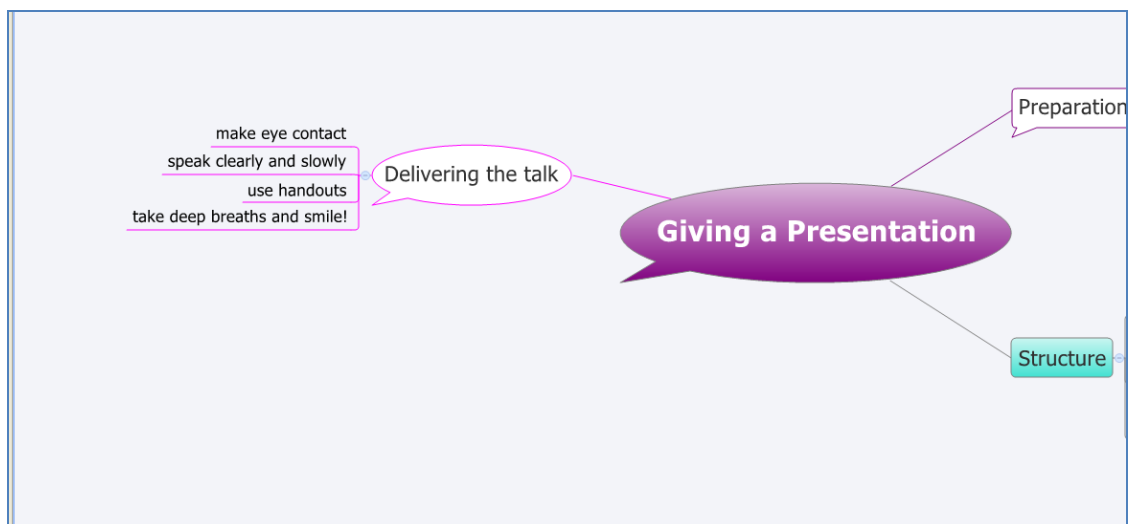 Giving a Presentation
Delivering the talk
make eye contact
speak clearly and slowly
use handouts
take deep breaths and smile!
Preparation
Structure